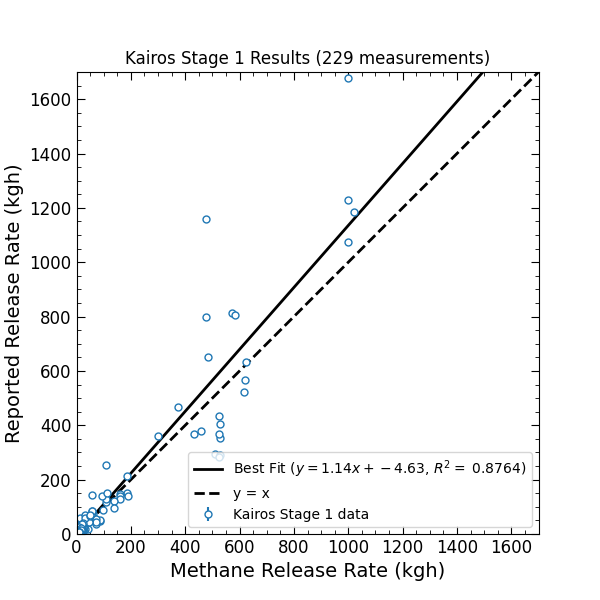 Kairos Stage 1 Results (229 measurements)
Reported Release Rate (kgh)
1600
1400
1200
1000
800
600
400
200
0
Best Fit (y = 1.14x + −4.63, R² = 0.8764)
y = x
Kairos Stage 1 data
0 200 400 600 800 1000 1200 1400 1600
Methane Release Rate (kgh)